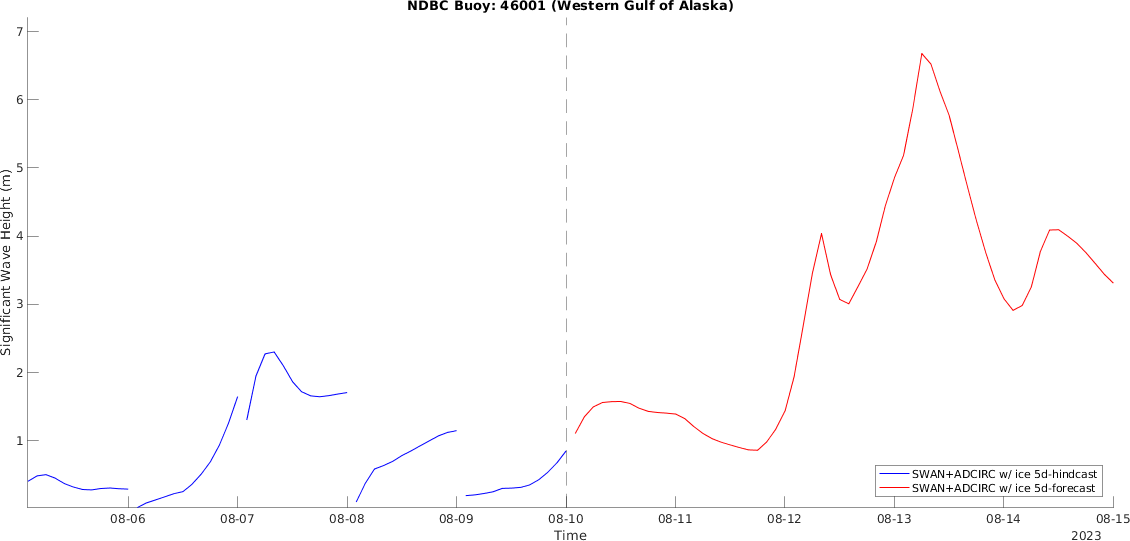 NDBC Buoy: 46001 (Western Gulf of Alaska)
Significant Wave Height (m)
7
6
5
4
3
2
1
SWAN+ADCIRC w/ ice 5d-hindcast
SWAN+ADCIRC w/ ice 5d-forecast
08-06 08-07 08-08 08-09 08-10 08-11 08-12 08-13 08-14 08-15
Time
2023